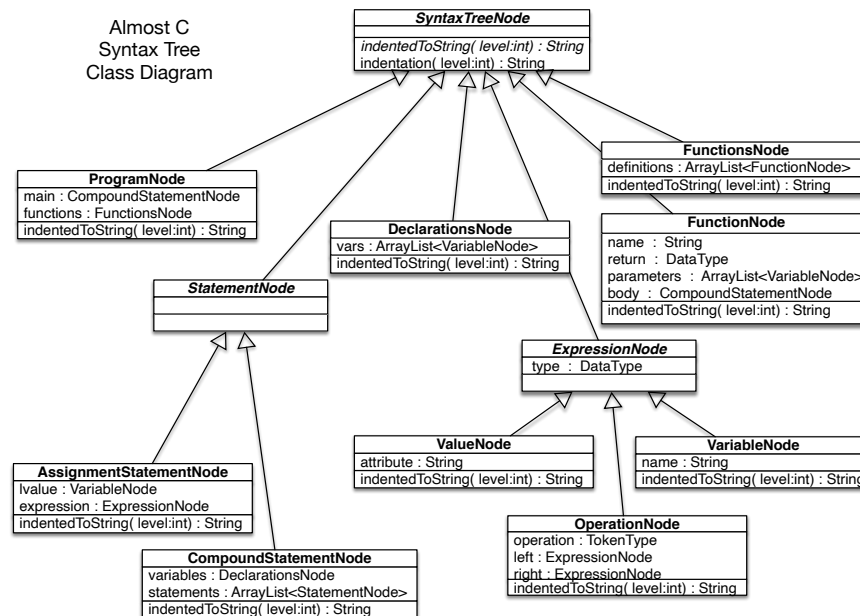 Almost C
Syntax Tree
Class Diagram
SyntaxTreeNode
indentedToString( level:int) : String
indentation( level:int) : String
FunctionsNode
definitions : ArrayList<FunctionNode>
indentedToString( level:int) : String
ProgramNode
main : CompoundStatementNode
functions : FunctionsNode
indentedToString( level:int) : String
DeclarationsNode
vars : ArrayList<VariableNode>
indentedToString( level:int) : String
FunctionNode
name : String
return : DataType
parameters : ArrayList<VariableNode>
body : CompoundStatementNode
indentedToString( level:int) : String
StatementNode
ExpressionNode
type : DataType
ValueNode
attribute : String
indentedToString( level:int) : String
VariableNode
name : String
indentedToString( level:int) : String
AssignmentStatementNode
lvalue : VariableNode
expression : ExpressionNode
indentedToString( level:int) : String
OperationNode
operation : TokenType
left : ExpressionNode
right : ExpressionNode
indentedToString( level:int) : String
CompoundStatementNode
variables : DeclarationsNode
statements : ArrayList<StatementNode>
indentedToString( level:int) : String